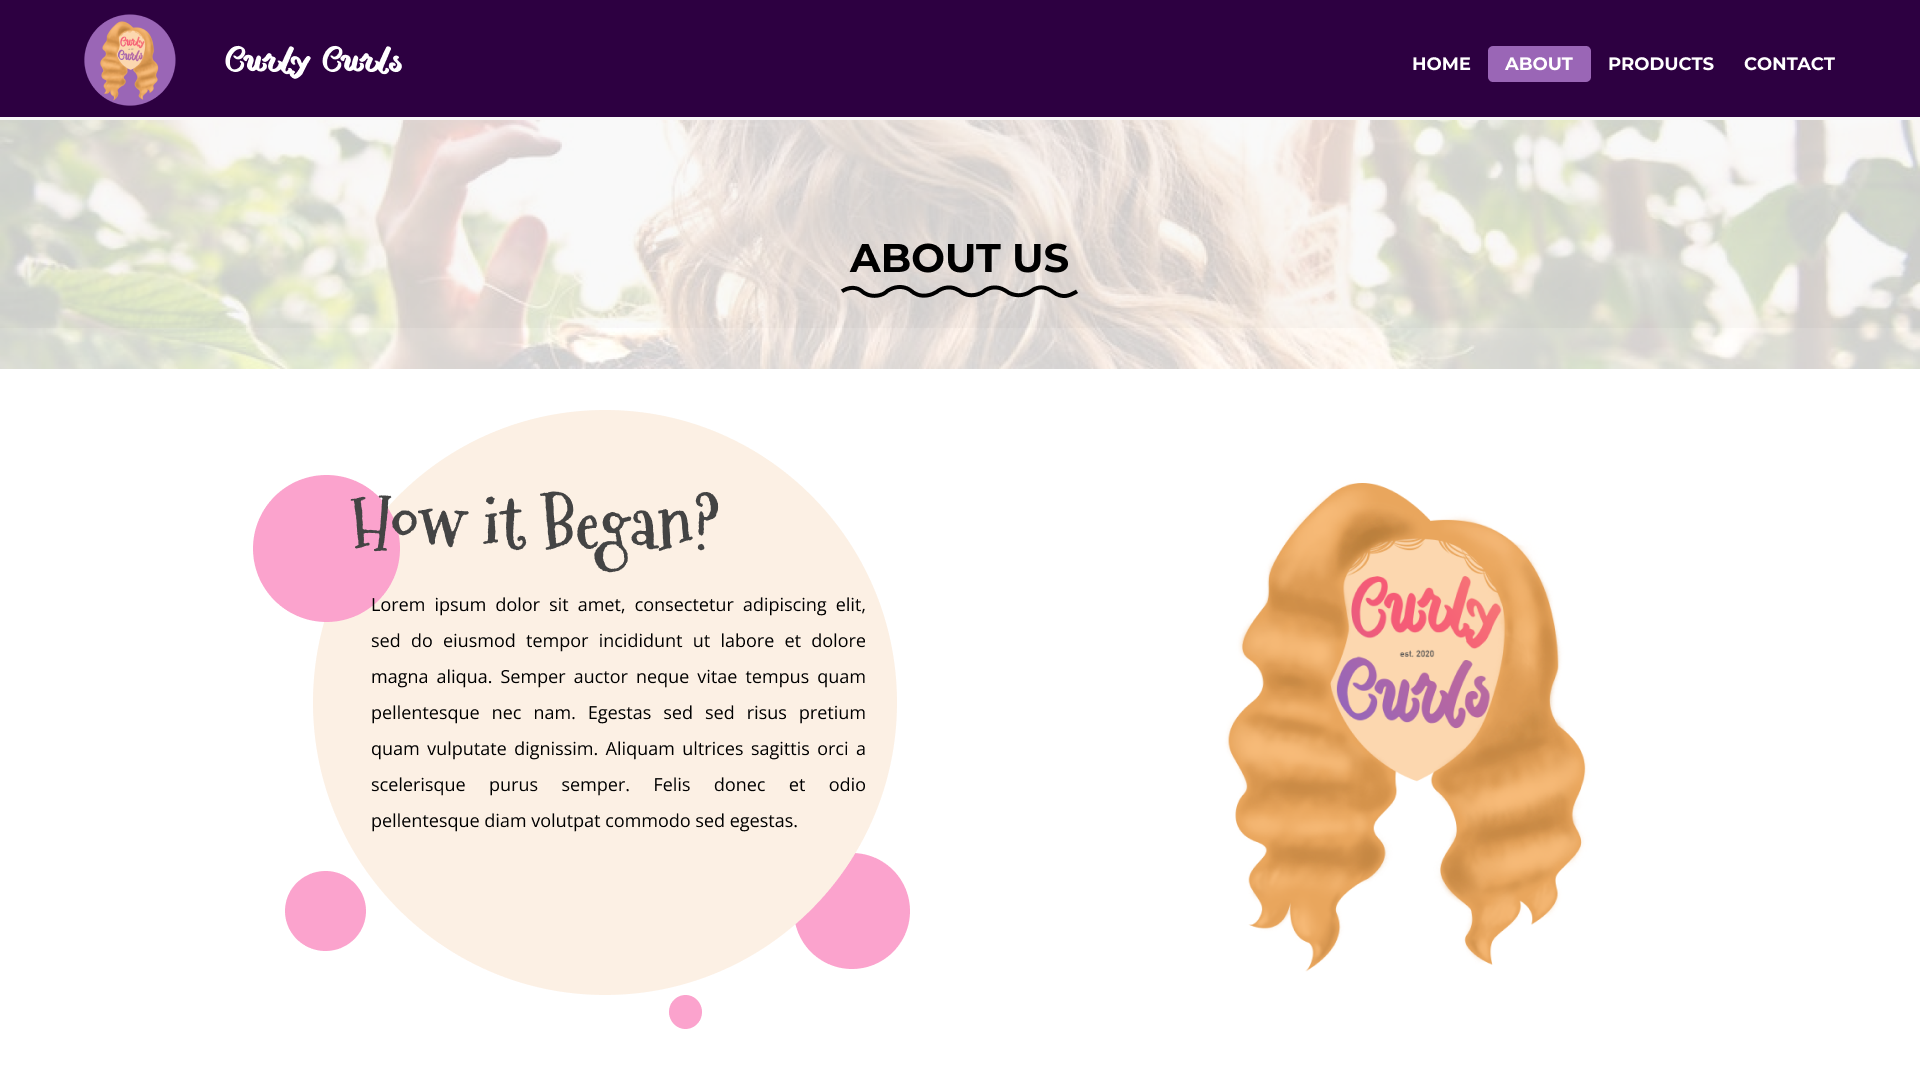 Curly
Curls
Curly Curls
HOME ABOUT PRODUCTS CONTACT
ABOUT US
How it Began?
Lorem ipsum dolor sit amet, consectetur adipiscing elit,
sed do eiusmod tempor incididunt ut labore et dolore
magna aliqua. Semper auctor neque vitae tempus quam
pellentesque nec nam. Egestas sed sed risus pretium
quam vulputate dignissim. Aliquam ultrices sagittis orci a
scelerisque purus semper. Felis donec et odio
pellentesque diam volutpat commodo sed egestas.
Curly
est. 2020
Curls